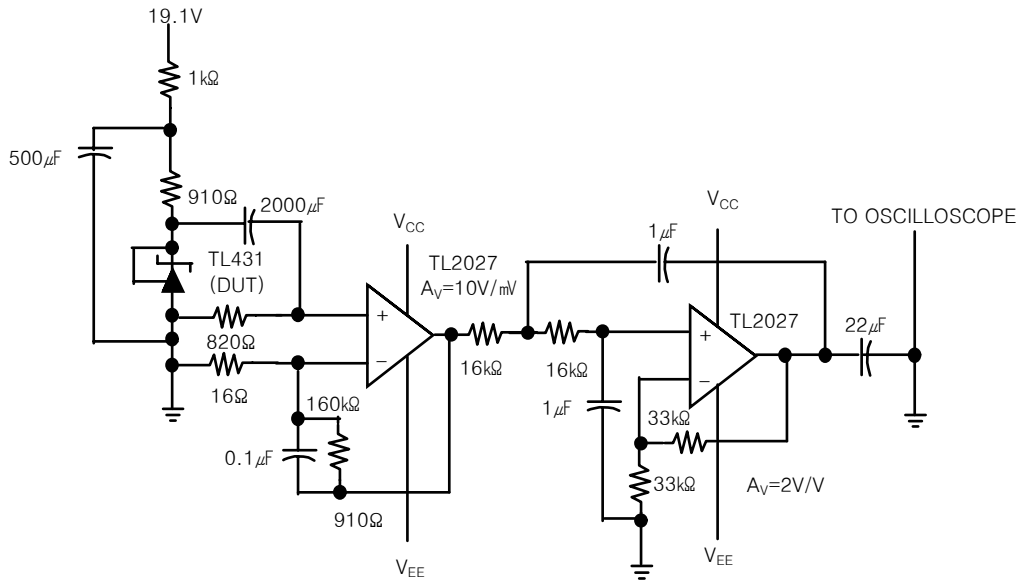 19.1V
1kΩ
500μF
910Ω
2000μF
TL431
(DUT)
820Ω
16Ω
160kΩ
0.1μF
910Ω
VCC
TL2027
AV=10V/mV
+
−
VEE
16kΩ
16kΩ
1μF
1μF
VCC
TL2027
+
−
33kΩ
33kΩ
AV=2V/V
VEE
22μF
TO OSCILLOSCOPE